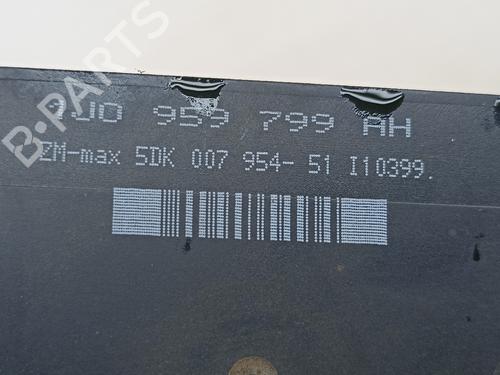 1J0 959 799 AH
ZM-max 5DK 007 954- 51 I10399.
B-PARTS